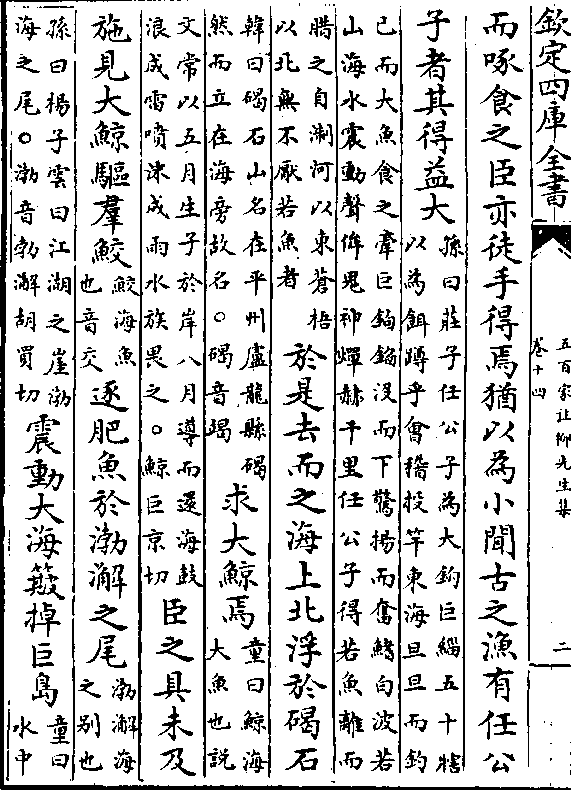 欽定四庫全書
五百家註柳先生集
卷十四
二
而啄食之臣亦徒手得焉猶以為小聞古之漁有任公
子者其得益大
孫曰莊子任公子為大鈎巨緇五十犗
以為餌蹲乎會稽投竿東海旦旦而釣
已而大魚食之牽巨鈎錎没而下驚揚而奮鰭白波若
山海水震動聲侔鬼神憚赫千里任公子得若魚離而
腊之自淛河以東蒼梧
以北無不厭若魚者
於是去而之海上北浮於碣石
韓曰碣石山名在平州盧龍縣碣
然而立在海旁故名○碣音竭
求大鯨焉
童曰鯨海
大魚也説
文常以五月生子於岸八月導而還海鼓
浪成雷噴沫成雨水族畏之○鯨巨京切
臣之具未及
施見大鯨驅羣鮫
鮫海魚
也音交
逐肥魚於渤澥之尾
渤澥海
之别也
孫曰楊子雲曰江湖之崖渤
海之尾○渤音勃澥胡買切
震動大海簸掉巨島
童曰
水中